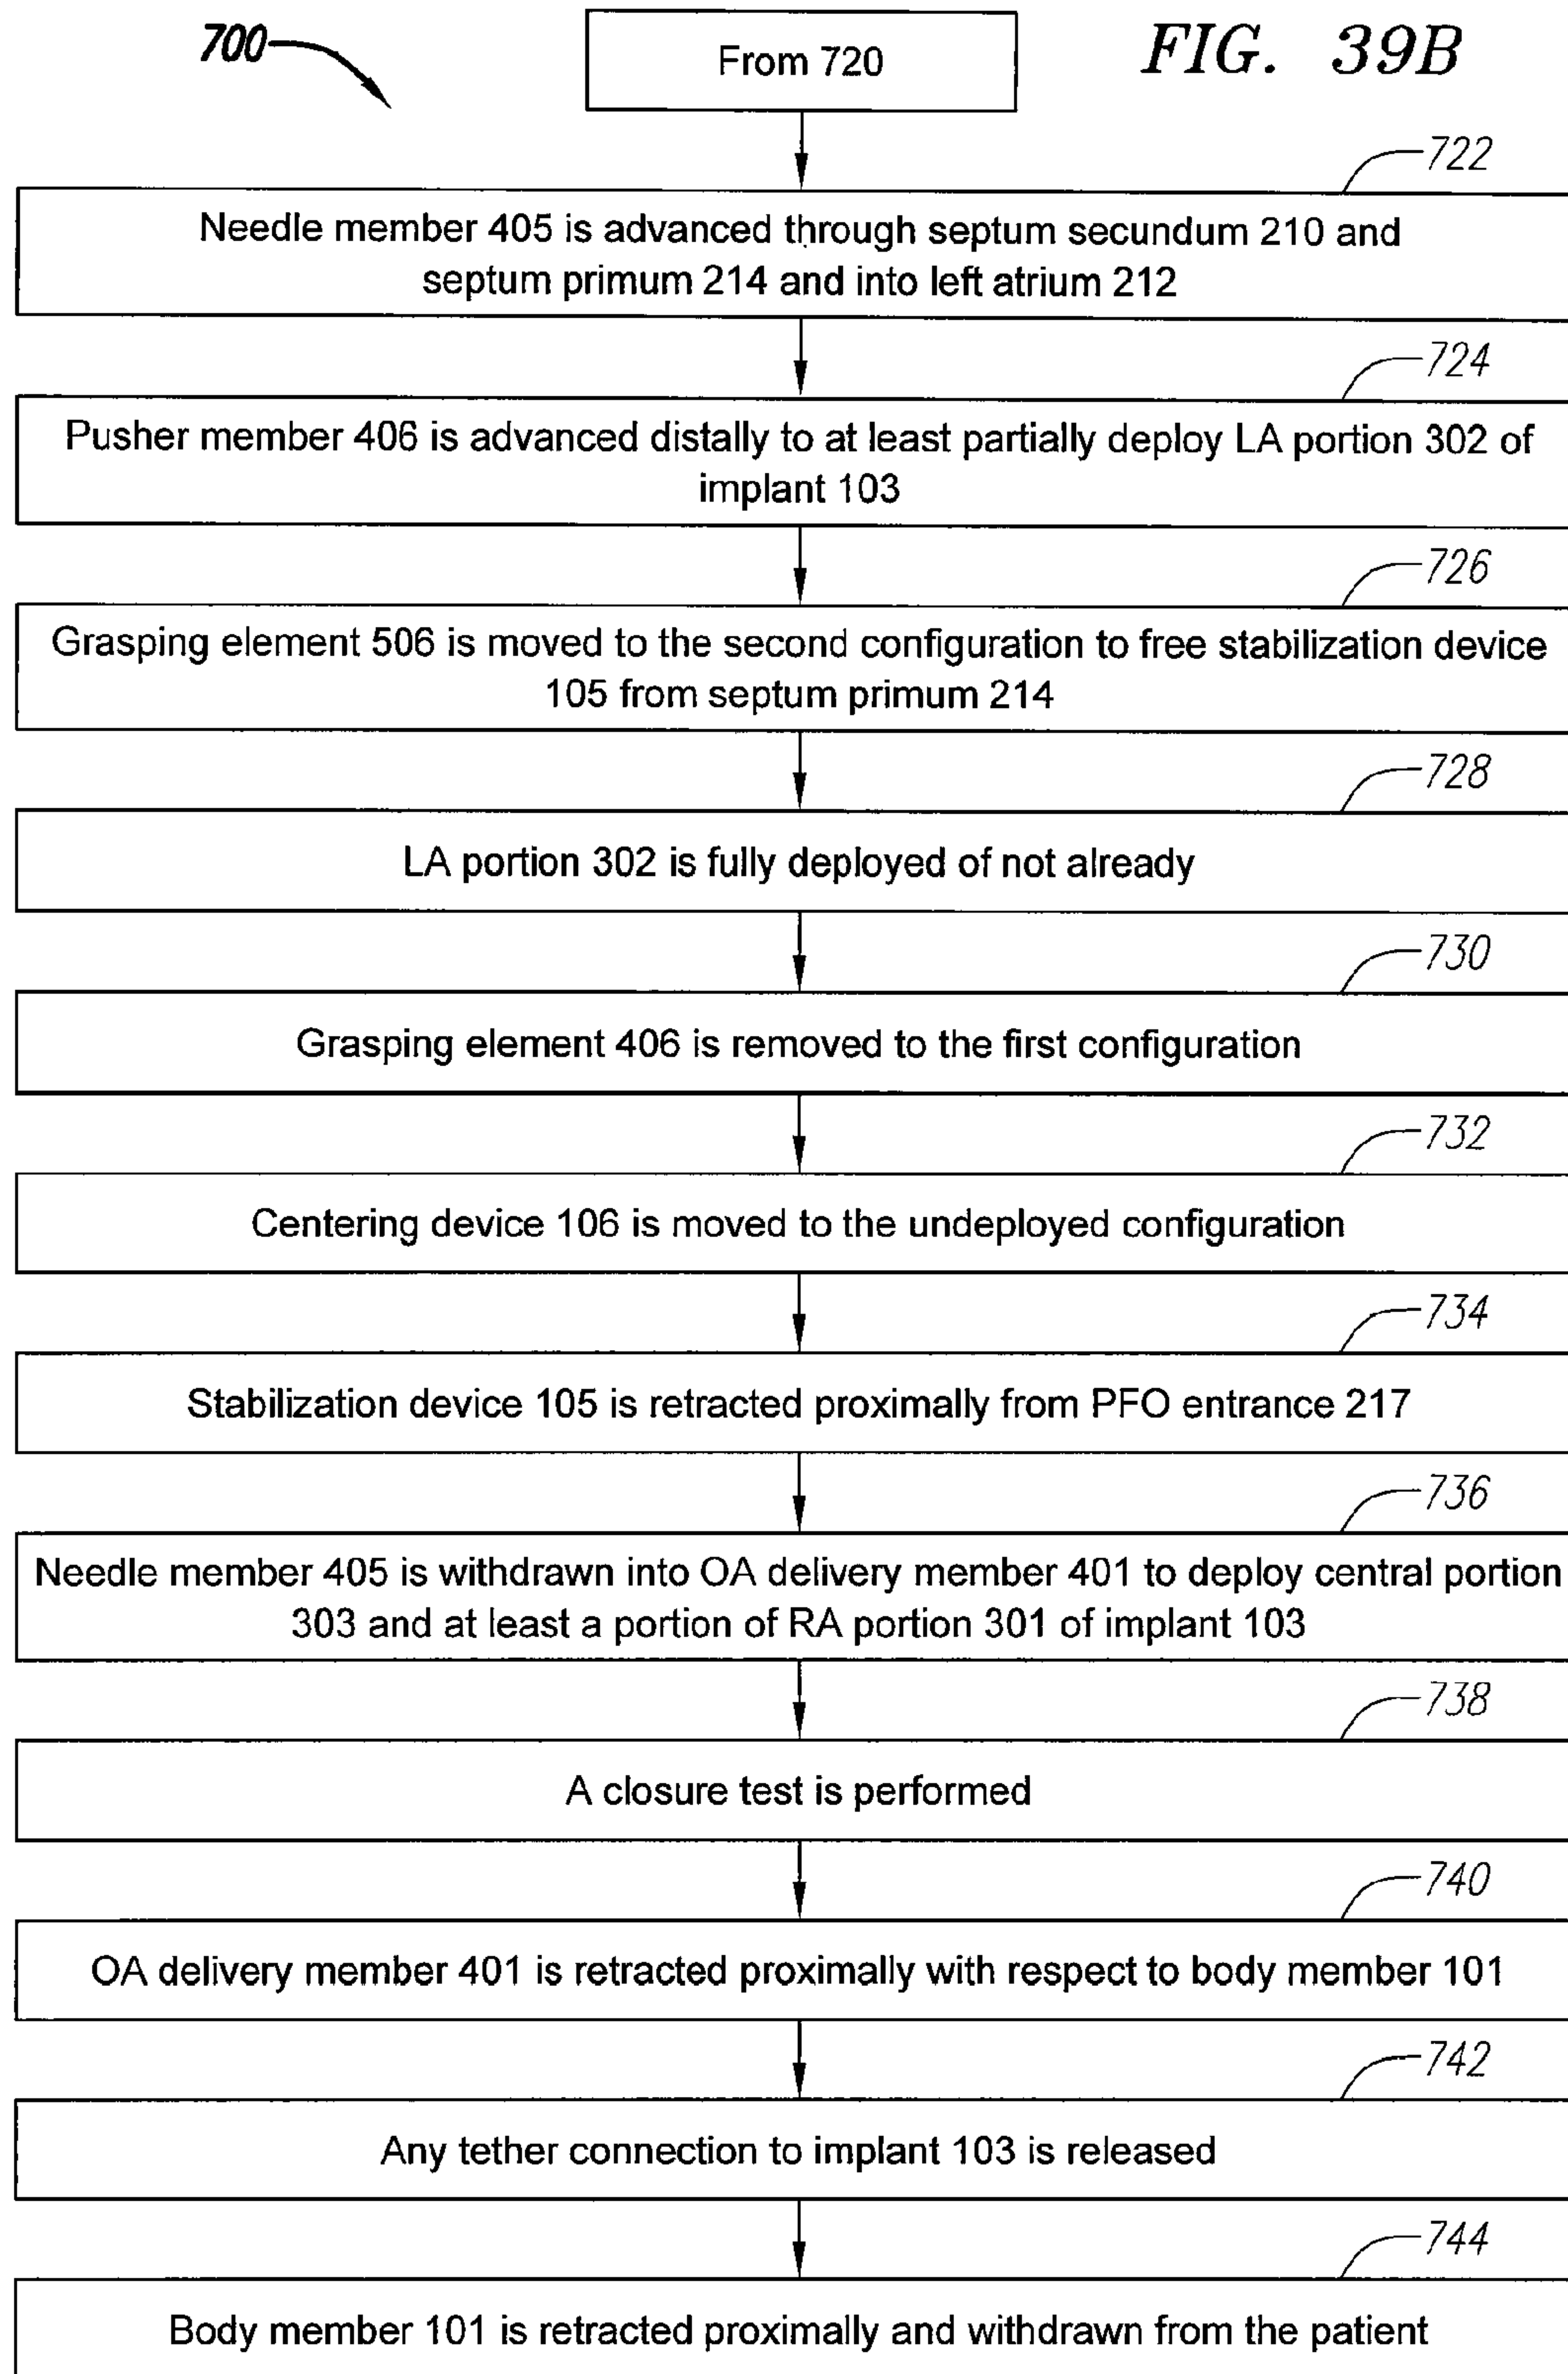 700
From 720
FIG. 39B
722
Needle member 405 is advanced through septum secundum 210 and
septum primum 214 and into left atrium 212
724
Pusher member 406 is advanced distally to at least partially deploy LA portion 302 of
implant 103
726
Grasping element 506 is moved to the second configuration to free stabilization device
105 from septum primum 214
728
LA portion 302 is fully deployed of not already
730
Grasping element 406 is removed to the first configuration
732
Centering device 106 is moved to the undeployed configuration
734
Stabilization device 105 is retracted proximally from PFO entrance 217
736
Needle member 405 is withdrawn into OA delivery member 401 to deploy central portion
303 and at least a portion of RA portion 301 of implant 103
738
A closure test is performed
740
OA delivery member 401 is retracted proximally with respect to body member 101
742
Any tether connection to implant 103 is released
744
Body member 101 is retracted proximally and withdrawn from the patient